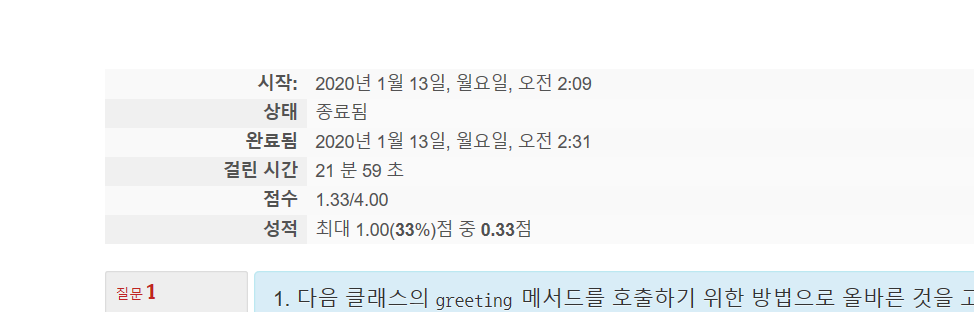 시작: 2020년 1월 13일, 월요일, 오전 2:09
상태 종료됨
완료됨 2020년 1월 13일, 월요일, 오전 2:31
걸린 시간 21 분 59 초
점수 1.33/4.00
성적 최대 1.00(33%)점 중 0.33점
질문 1
1. 다음 클래스의 greeting 메서드를 호출하기 위한 방법으로 올바른 것을